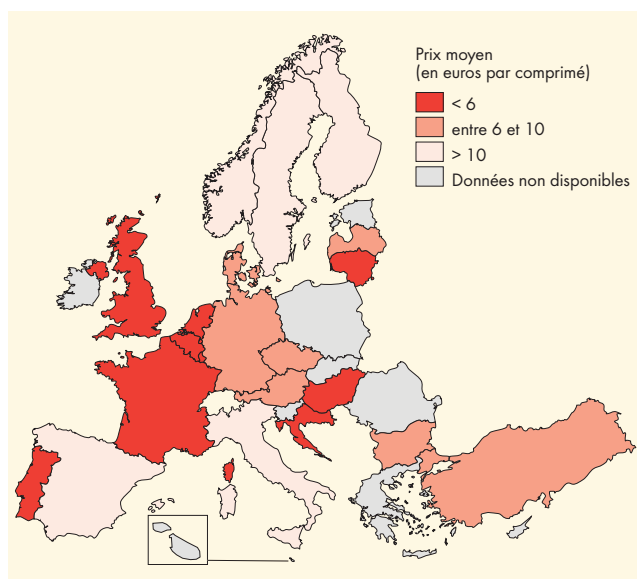 Prix moyen
(en euros par comprimé)
< 6
entre 6 et 10
> 10
Données non disponibles